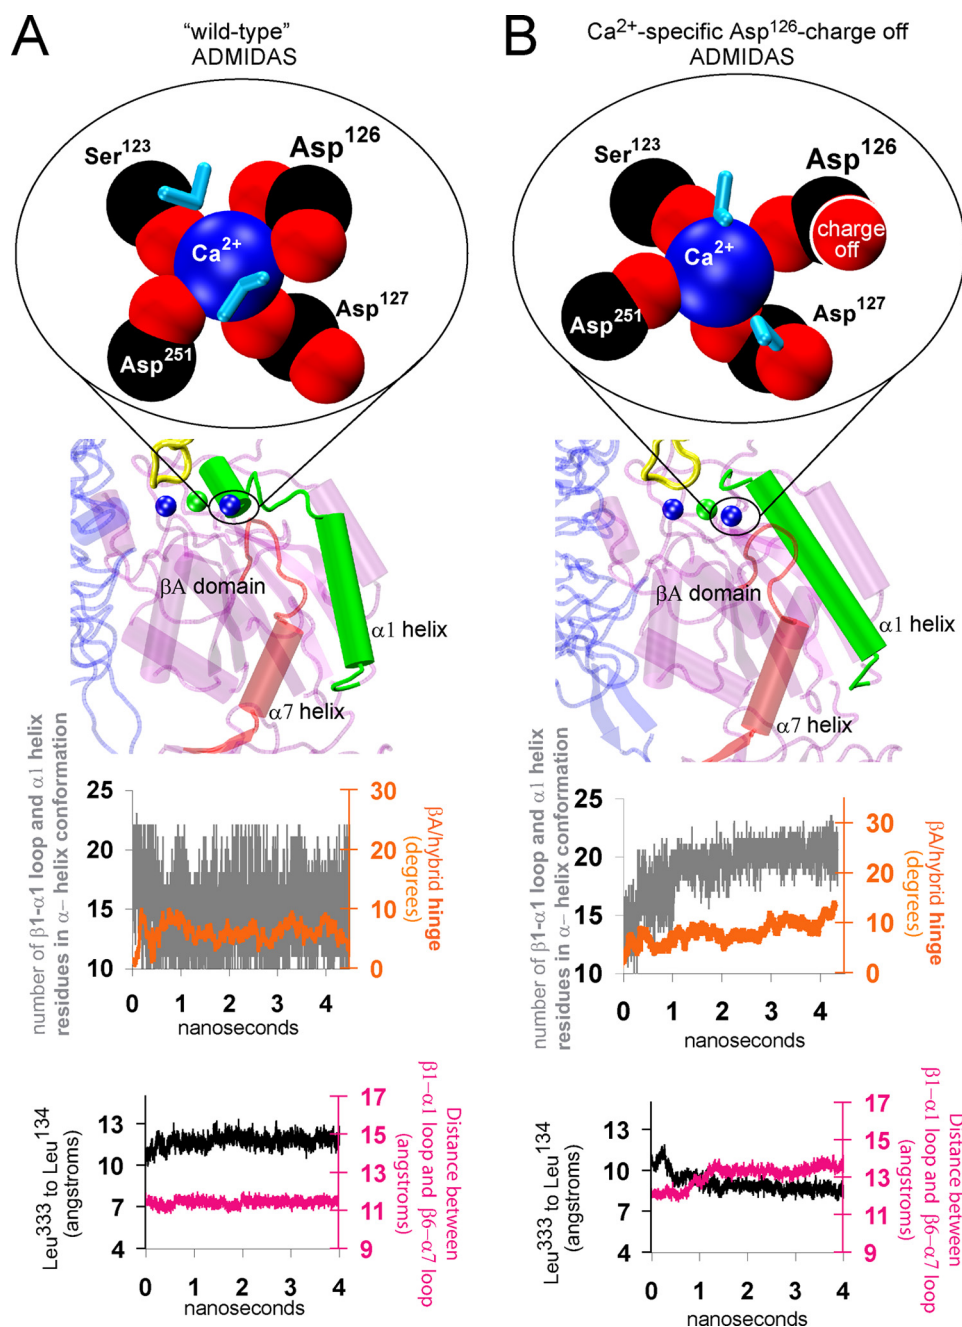 A
“wild-type”
ADMIDAS
Ser123
Asp126
Ca2+
Asp127
Asp251
βA domain
α1 helix
α7 helix
number of β1-α1 loop and α1 helix
residues in α– helix conformation
25
20
15
10
30
20
10
0
βA/hybrid hinge
(degrees)
0 1 2 3 4
nanoseconds
Leu333 to Leu134
(angstroms)
13
10
7
4
17
15
13
11
9
Distance between
β1–α1 loop and β6–α7 loop
(angstroms)
0 1 2 3 4
nanoseconds
B
Ca2+-specific Asp126-charge off
ADMIDAS
Ser123
Asp126
charge
off
Ca2+
Asp251
Asp127
βA domain
α1 helix
α7 helix
number of β1-α1 loop and α1 helix
residues in α– helix conformation
25
20
15
10
30
20
10
0
βA/hybrid hinge
(degrees)
0 1 2 3 4
nanoseconds
Leu333 to Leu134
(angstroms)
13
10
7
4
17
15
13
11
9
Distance between
β1–α1 loop and β6–α7 loop
(angstroms)
0 1 2 3 4
nanoseconds